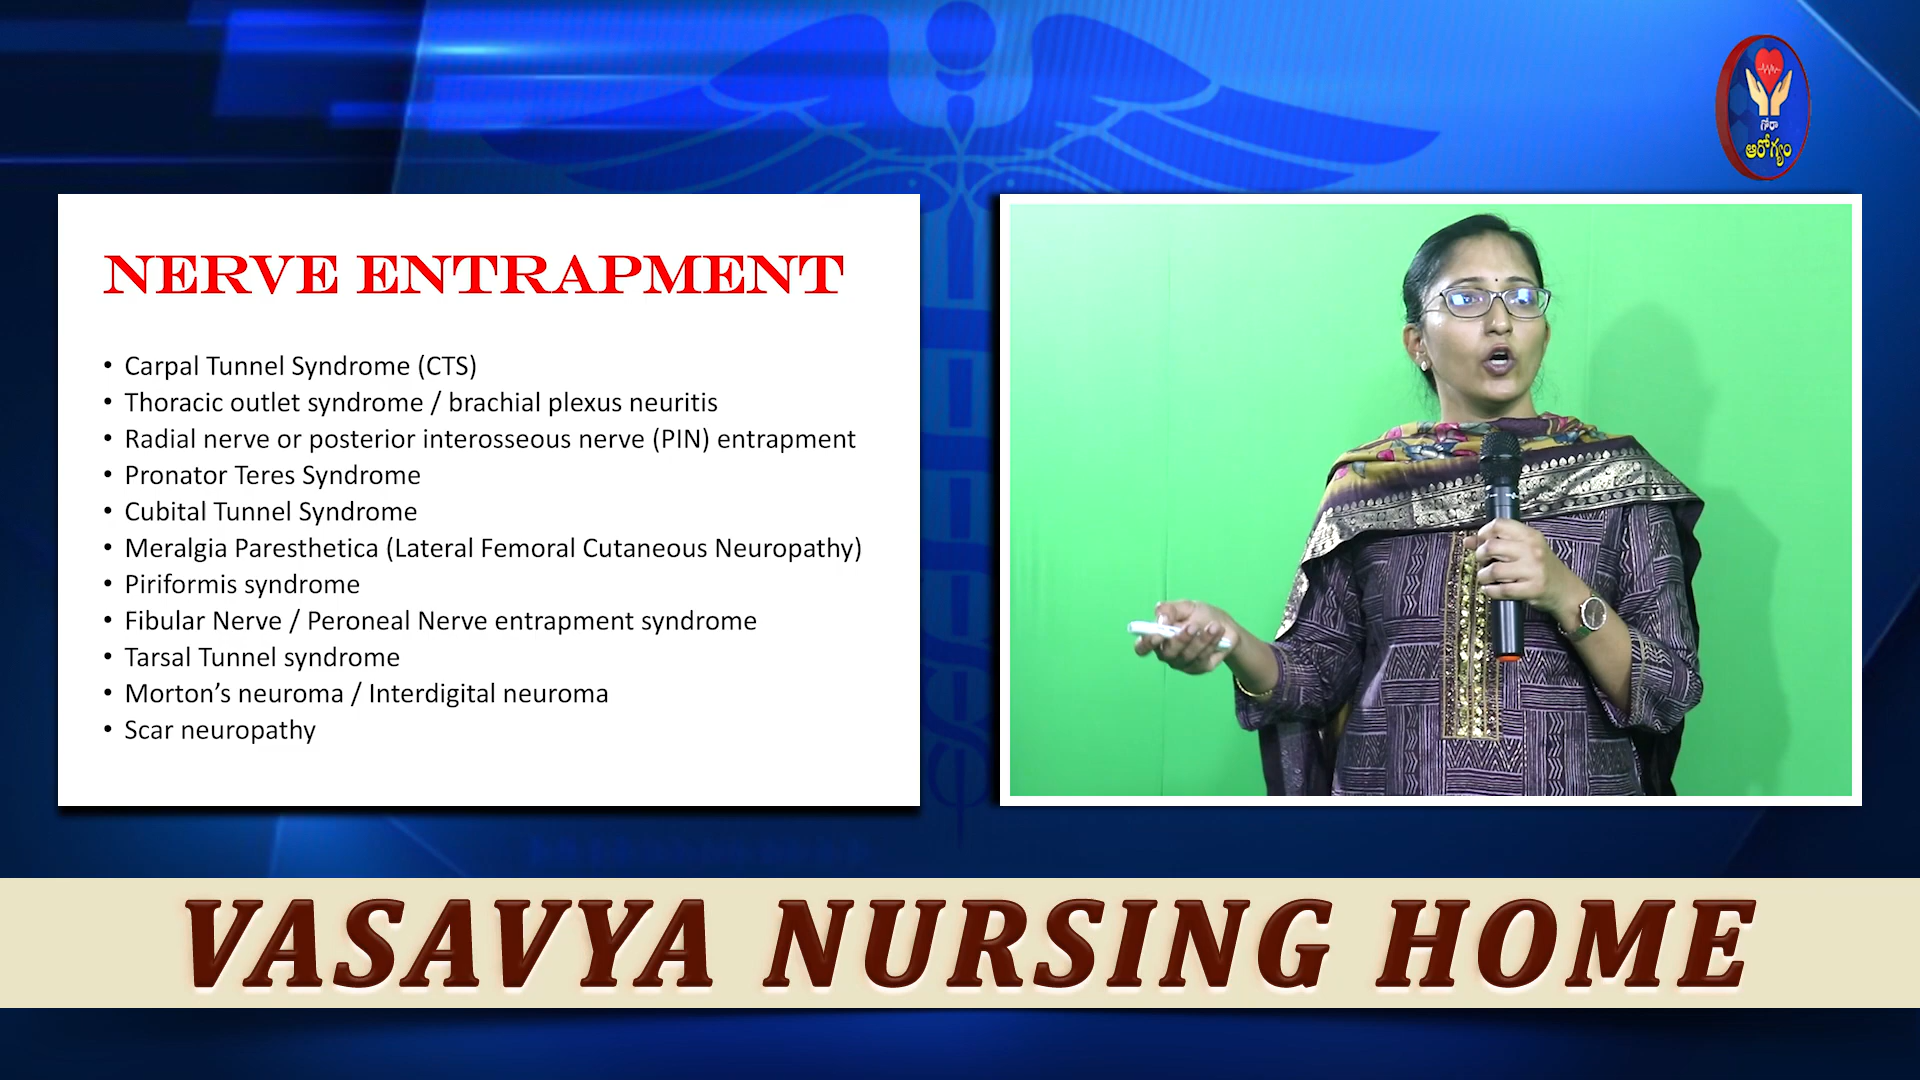 గోరా
ఆరోగ్యం
NERVE ENTRAPMENT
• Carpal Tunnel Syndrome (CTS)
• Thoracic outlet syndrome / brachial plexus neuritis
• Radial nerve or posterior interosseous nerve (PIN) entrapment
• Pronator Teres Syndrome
• Cubital Tunnel Syndrome
• Meralgia Paresthetica (Lateral Femoral Cutaneous Neuropathy)
• Piriformis syndrome
• Fibular Nerve / Peroneal Nerve entrapment syndrome
• Tarsal Tunnel syndrome
• Morton’s neuroma / Interdigital neuroma
• Scar neuropathy
VASAVYA NURSING HOME